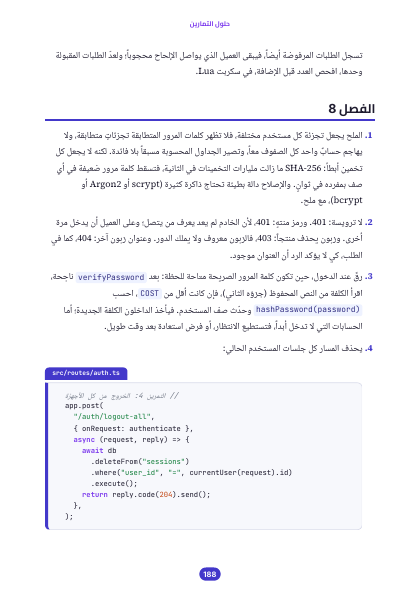 حلول التمارين
تسجل الطلبات المرفوضة أيضاً، فيبقى العميل الذي يواصل الإلحاح محجوباً؛ ولعدّ الطلبات المقبولة
وحدها، افحص العدد قبل الإضافة، في سكربت Lua.
الفصل 8
1. الملح يجعل تجزئة كل مستخدم مختلفة، فلا تظهر كلمات المرور المتطابقة تجزئاتٍ متطابقة، ولا
يهاجم حسابٌ واحد كل الصفوف معاً، وتصير الجداول المحسوبة مسبقاً بلا فائدة. لكنه لا يجعل كل
تخمين أبطأ: SHA-256 ما زالت مليارات التخمينات في الثانية، فتسقط كلمة مرور ضعيفة في أي
صف بمفرده في ثوانٍ. والإصلاح دالة بطيئة تحتاج ذاكرة كثيرة (scrypt أو Argon2 أو
bcrypt)، مع ملح.
2. لا ترويسة: 401. ورمز منتهٍ: 401، لأن الخادم لم يعد يعرف من يتصل؛ وعلى العميل أن يدخل مرة
أخرى. وزبون يحذف منتجاً: 403، فالزبون معروف ولا يملك الدور. وعنوان زبون آخر: 404، كما في
الطلب، كي لا يؤكد الرد أن العنوان موجود.
3. رقِّ عند الدخول، حين تكون كلمة المرور الصريحة متاحة للحظة: بعد verifyPassword ناجحة،
اقرأ الكلفة من النص المحفوظ (جزؤه الثاني)، فإن كانت أقل من COST ، احسب
hashPassword(password) وحدّث صف المستخدم. فيأخذ الداخلون الكلفة الجديدة؛ أما
الحسابات التي لا تدخل أبداً، فتستطيع الانتظار، أو فرض استعادة بعد وقت طويل.
4. يحذف المسار كل جلسات المستخدم الحالي:
src/routes/auth.ts
// التمرين 4: الخروج من كل الأجهزة
app.post(
"/auth/logout-all",
{ onRequest: authenticate },
async (request, reply) => {
await db
.deleteFrom("sessions")
.where("user_id", "=", currentUser(request).id)
.execute();
return reply.code(204).send();
},
);
188